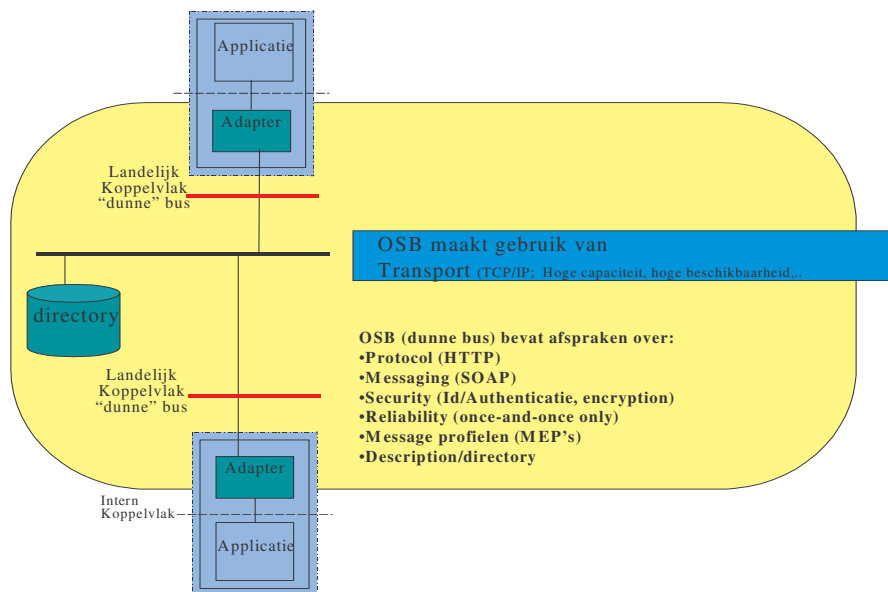 Applicatie
Adapter
Landelijk
Koppelvlak
“dunne” bus
OSB maakt gebruik van
Transport (TCP/IP; Hoge capaciteit, hoge beschikbaarheid,..
directory
OSB (dunne bus) bevat afspraken over:
•Protocol (HTTP)
•Messaging (SOAP)
•Security (Id/Authenticatie, encryption)
•Reliability (once-and-once only)
•Message profielen (MEP’s)
•Description/directory
Landelijk
Koppelvlak
“dunne” bus
Adapter
Intern
Koppelvlak
Applicatie